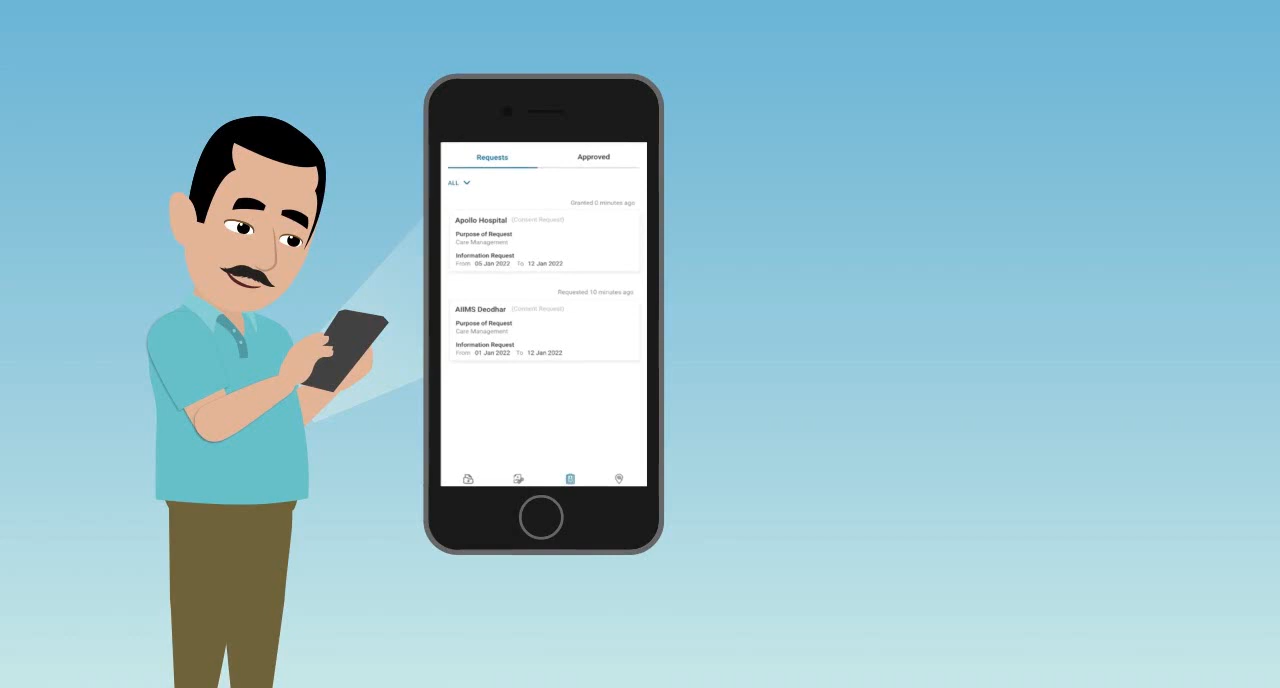 Requests Approved
ALL
Granted 0 minutes ago
Apollo Hospital (Consent Request)
Purpose of Request
Care Management
Information Request
From 05 Jan 2022 To 12 Jan 2022
Requested 10 minutes ago
AIIMS Deodhar (Consent Request)
Purpose of Request
Care Management
Information Request
From 01 Jan 2022 To 12 Jan 2022